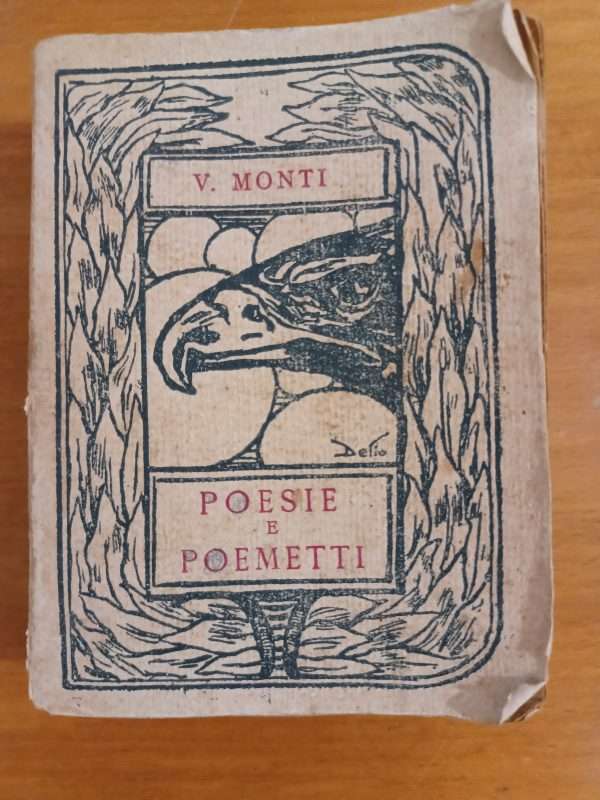 V. MONTI
Delio
POESIE
E
POEMETTI